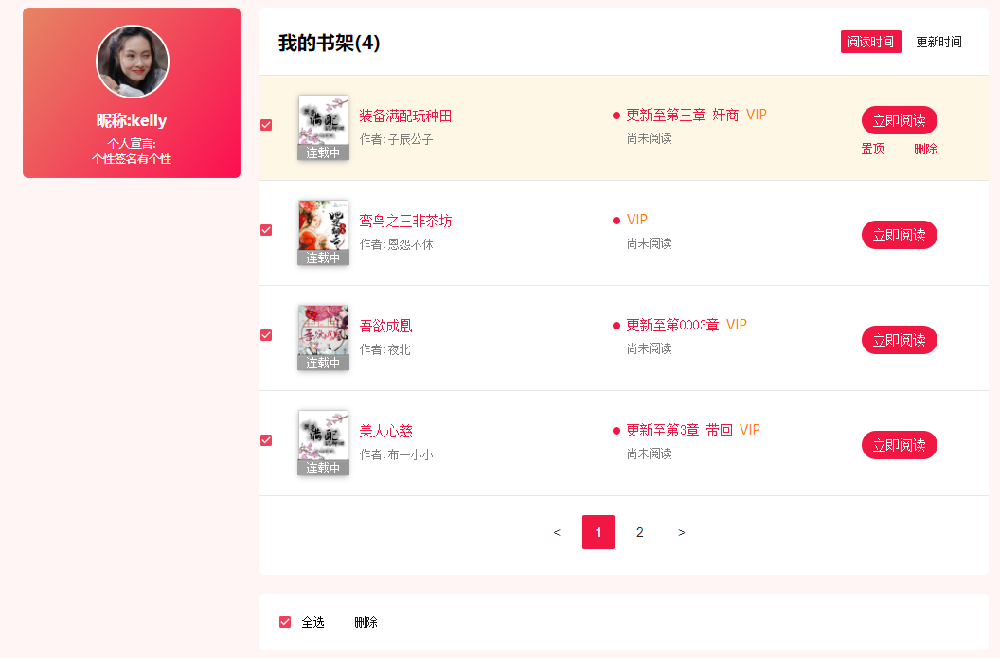 昵称:kelly
个人宣言:
个性签名有个性
我的书架(4)
阅读时间 更新时间
连载中
装备满配玩种田
作者:子辰公子
更新至第三章 奸商 VIP
尚未阅读
立即阅读
置顶 删除
连载中
鸾鸟之三非茶坊
作者:恩怨不休
VIP
尚未阅读
立即阅读
连载中
吾欲成凰
作者:夜北
更新至第0003章 VIP
尚未阅读
立即阅读
连载中
美人心慈
作者:布一小小
更新至第3章 带回 VIP
尚未阅读
立即阅读
< 1 2 >
全选 删除